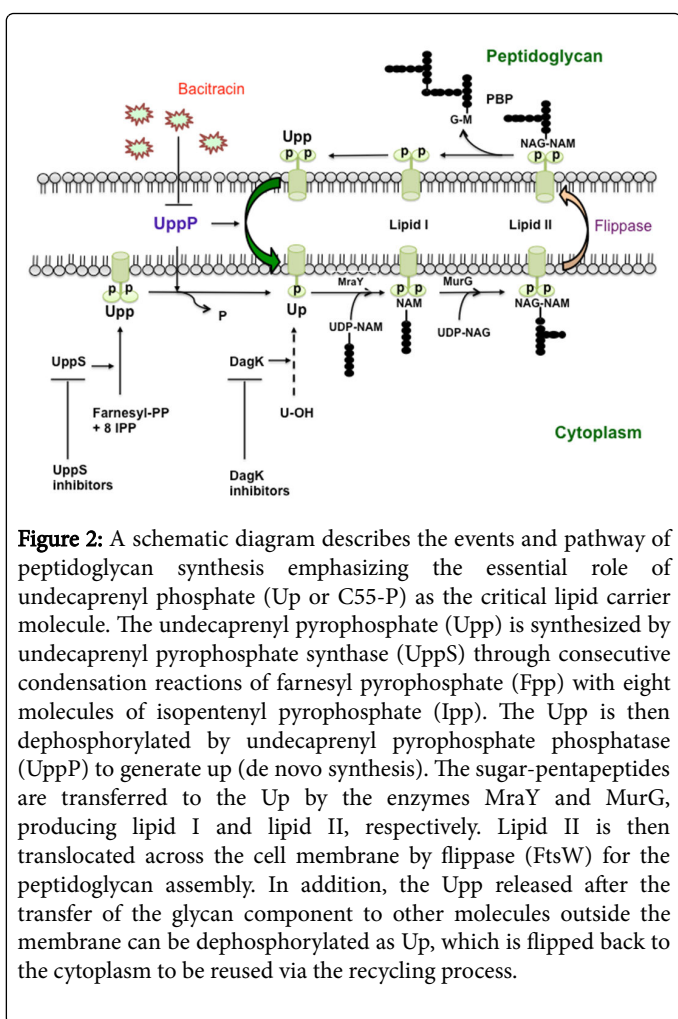 Peptidoglycan
Bacitracin
PBP
G-M
Upp
NAG-NAM
P P
P P
P P
UppP
Lipid I
Lipid II
Flippase
P P
Upp
P
P
Up
MraY
P P
NAM
MurG
P P
NAG-NAM
UDP-NAM
UDP-NAG
UppS
DagK
Farnesyl-PP
+ 8 IPP
U-OH
Cytoplasm
UppS
inhibitors
DagK
inhibitors
Figure 2: A schematic diagram describes the events and pathway of
peptidoglycan synthesis emphasizing the essential role of
undecaprenyl phosphate (Up or C55-P) as the critical lipid carrier
molecule. The undecaprenyl pyrophosphate (Upp) is synthesized by
undecaprenyl pyrophosphate synthase (UppS) through consecutive
condensation reactions of farnesyl pyrophosphate (Fpp) with eight
molecules of isopentenyl pyrophosphate (Ipp). The Upp is then
dephosphorylated by undecaprenyl pyrophosphate phosphatase
(UppP) to generate up (de novo synthesis). The sugar-pentapeptides
are transferred to the Up by the enzymes MraY and MurG,
producing lipid I and lipid II, respectively. Lipid II is then
translocated across the cell membrane by flippase (FtsW) for the
peptidoglycan assembly. In addition, the Upp released after the
transfer of the glycan component to other molecules outside the
membrane can be dephosphorylated as Up, which is flipped back to
the cytoplasm to be reused via the recycling process.